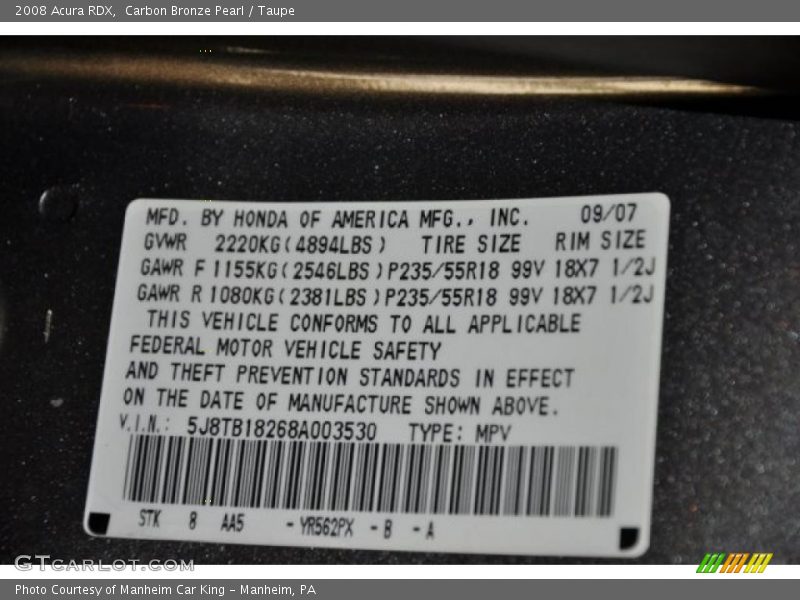 2008 Acura RDX, Carbon Bronze Pearl / Taupe
MFD. BY HONDA OF AMERICA MFG., INC. 09/07
GVWR 2220KG(4894LBS) TIRE SIZE RIM SIZE
GAWR F 1155KG(2546LBS) P235/55R18 99V 18X7 1/2J
GAWR R 1080KG(2381LBS) P235/55R18 99V 18X7 1/2J
THIS VEHICLE CONFORMS TO ALL APPLICABLE
FEDERAL MOTOR VEHICLE SAFETY
AND THEFT PREVENTION STANDARDS IN EFFECT
ON THE DATE OF MANUFACTURE SHOWN ABOVE.
V.I.N.: 5J8TB18268A003530 TYPE: MPV
STK 8 AA5 -YR562PX -B -A
GTCARLOT.COM
Photo Courtesy of Manheim Car King - Manheim, PA